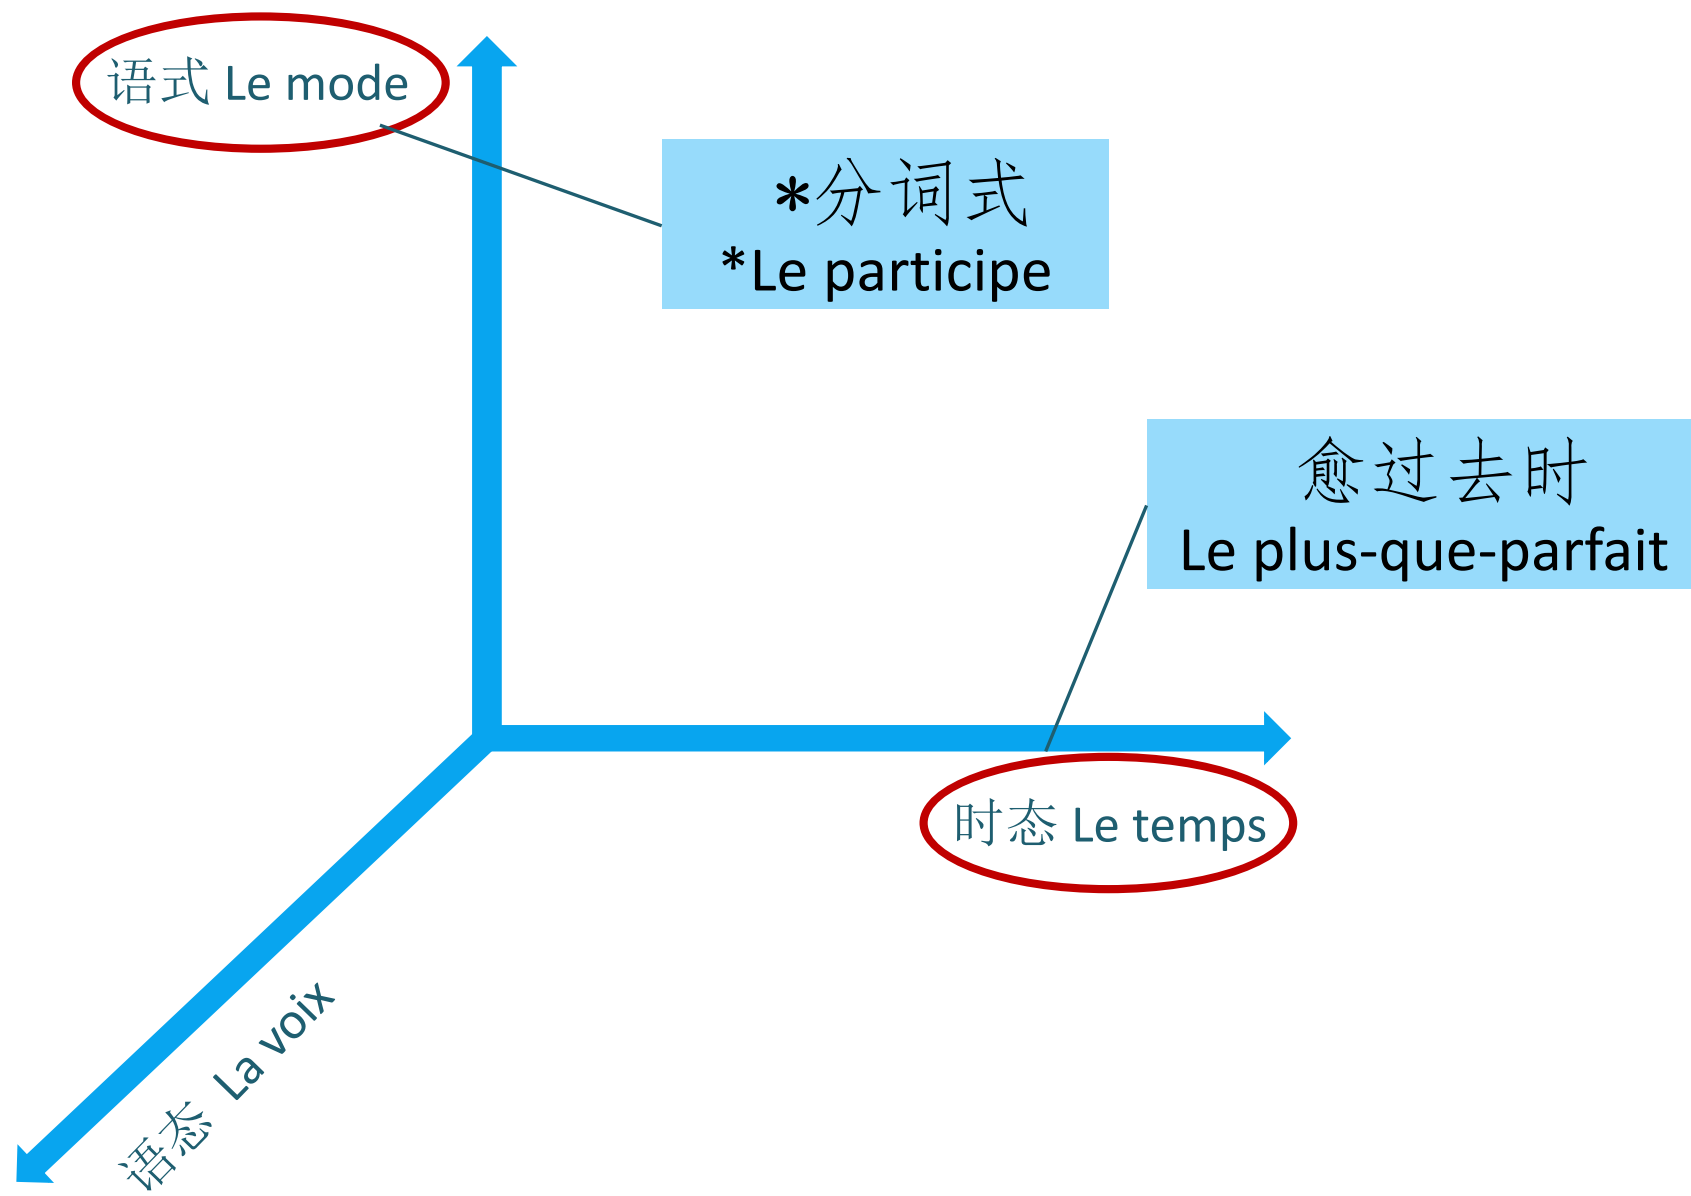 语式 Le mode
*分词式
*Le participe
愈过去时
Le plus-que-parfait
时态 Le temps
语态 La voix